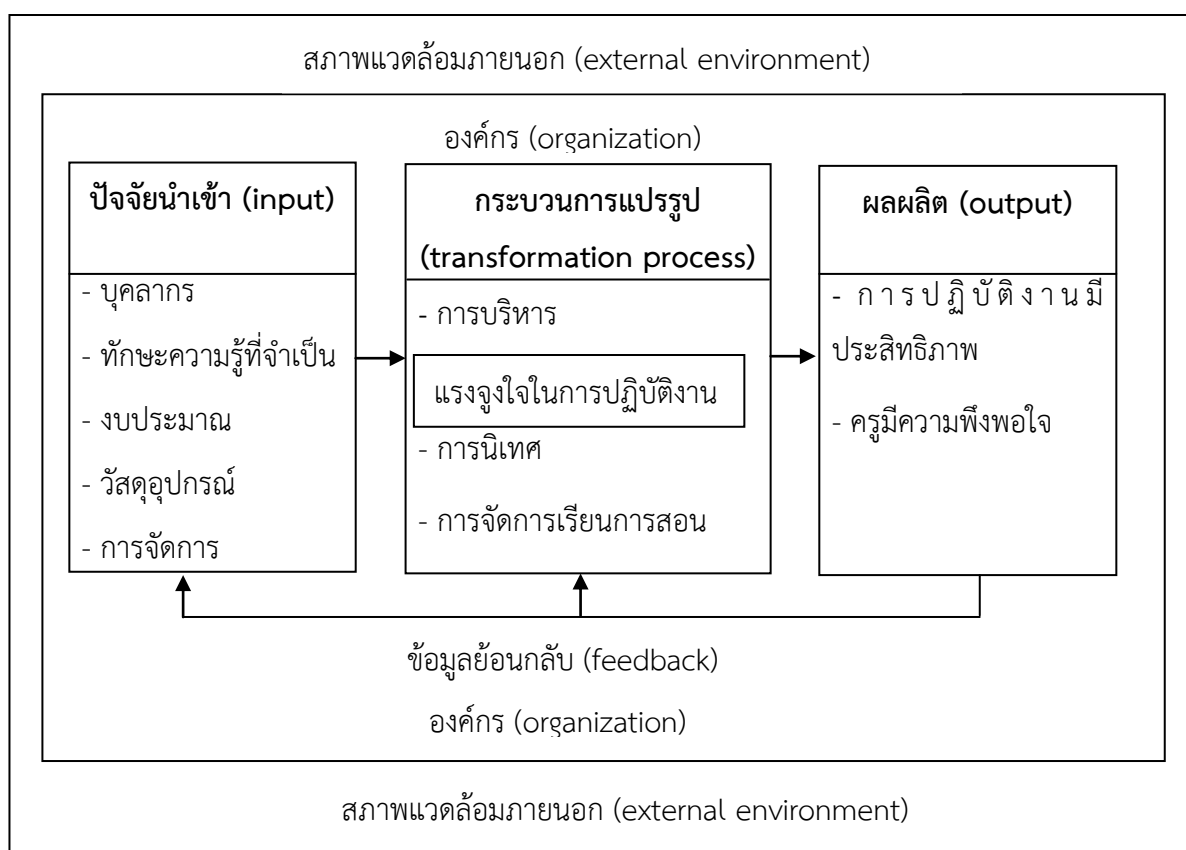 สภาพแวดล้อมภายนอก (external environment)
องค์กร (organization)
ปัจจัยนำเข้า (input)
- บุคลากร
- ทักษะความรู้ที่จำเป็น
- งบประมาณ
- วัสดุอุปกรณ์
- การจัดการ
กระบวนการแปรรูป
(transformation process)
- การบริหาร
แรงจูงใจในการปฏิบัติงาน
- การนิเทศ
- การจัดการเรียนการสอน
ผลผลิต (output)
- การปฏิบัติงานมี
ประสิทธิภาพ
- ครูมีความพึงพอใจ
ข้อมูลย้อนกลับ (feedback)
องค์กร (organization)
สภาพแวดล้อมภายนอก (external environment)